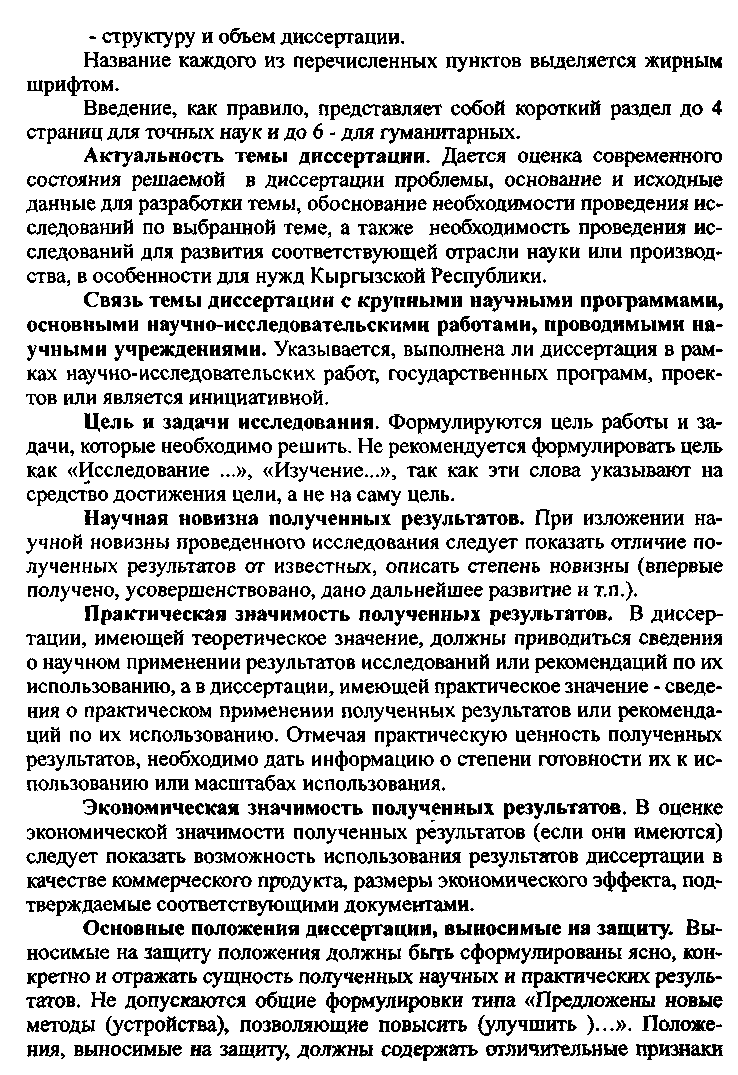 - структуру и объем диссертации.
Название каждого из перечисленных пунктов выделяется жирным
шрифтом.
Введение, как правило, представляет собой короткий раздел до 4
страниц для точных наук и до 6 - для гуманитарных.
Актуальность темы диссертации. Дается оценка современного
состояния решаемой в диссертации проблемы, основание и исходные
данные для разработки темы, обоснование необходимости проведения ис-
следований по выбранной теме, а также необходимость проведения ис-
следований для развития соответствующей отрасли науки или производ-
ства, в особенности для нужд Кыргызской Республики.
Связь темы диссертации с крупными научными программами,
основными научно-исследовательскими работами, проводимыми на-
учными учреждениями. Указывается, выполнена ли диссертация в рам-
ках научно-исследовательских работ, государственных программ, проек-
тов или является инициативной.
Цель и задачи исследования. Формулируются цель работы и за-
дачи, которые необходимо решить. Не рекомендуется формулировать цель
как «Исследование ...», «Изучение...», так как эти слова указывают на
средство достижения цели, а не на саму цель.
Научная новизна полученных результатов. При изложении на-
учной новизны проведенного исследования следует показать отличие по-
лученных результатов от известных, описать степень новизны (впервые
получено, усовершенствовано, дано дальнейшее развитие и т.п.).
Практическая значимость полученных результатов. В диссер-
тации, имеющей теоретическое значение, должны приводиться сведения
о научном применении результатов исследований или рекомендаций по их
использованию, а в диссертации, имеющей практическое значение - сведе-
ния о практическом применении полученных результатов или рекоменда-
ций по их использованию. Отмечая практическую ценность полученных
результатов, необходимо дать информацию о степени готовности их к ис-
пользованию или масштабах использования.
Экономическая значимость полученных результатов. В оценке
экономической значимости полученных результатов (если они имеются)
следует показать возможность использования результатов диссертации в
качестве коммерческого продукта, размеры экономического эффекта, под-
тверждаемые соответствующими документами.
Основные положения диссертации, выносимые на защиту. Вы-
носимые на защиту положения должны быть сформулированы ясно, кон-
кретно и отражать сущность полученных научных и практических резуль-
татов. Не допускаются общие формулировки типа «Предложены новые
методы (устройства), позволяющие повысить (улучшить )...». Положе-
ния, выносимые на защиту, должны содержать отличительные признаки